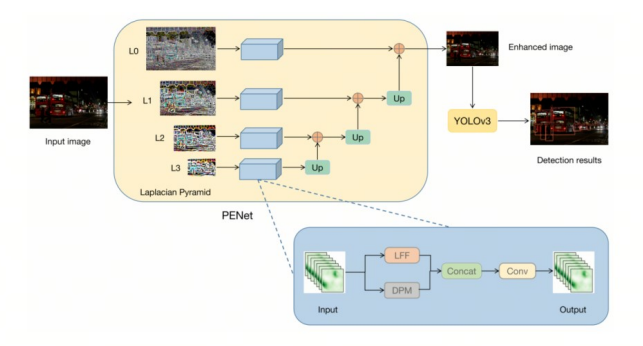 L0
Enhanced image
L1
Up
Input image
YOLOv3
L2
Up
Detection results
L3
Up
Laplacian Pyramid
PENet
LFF
Concat
Conv
DPM
Input
Output